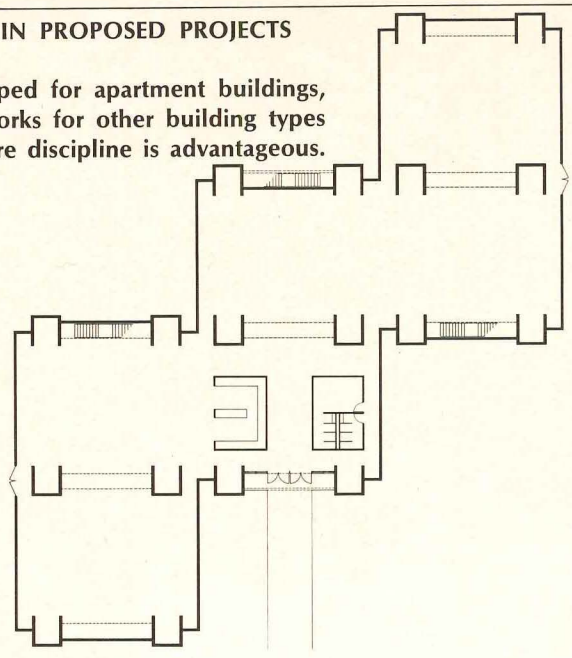 IN PROPOSED PROJECTS
ped for apartment buildings,
orks for other building types
re discipline is advantageous.